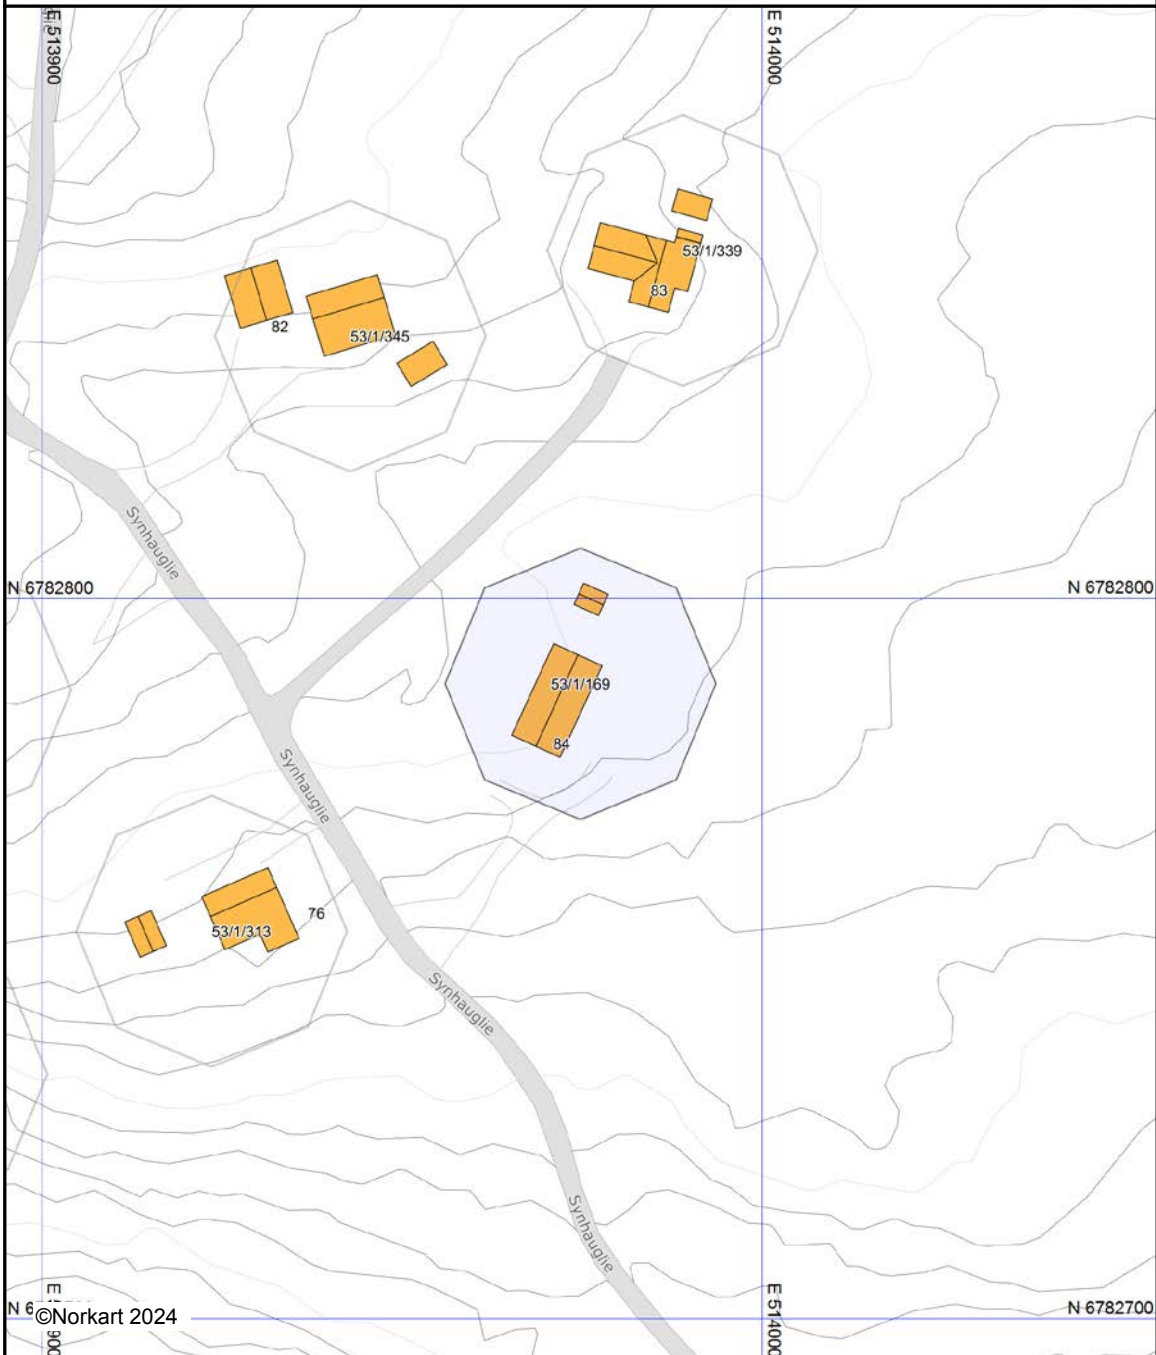 E 513900
E 514000
53/1/339
83
82
53/1/345
Synhauglie
N 6782800
N 6782800
53/1/169
84
Synhauglie
76
53/1/313
Synhauglie
Synhauglie
E 514000
N 6782700
©Norkart 2024